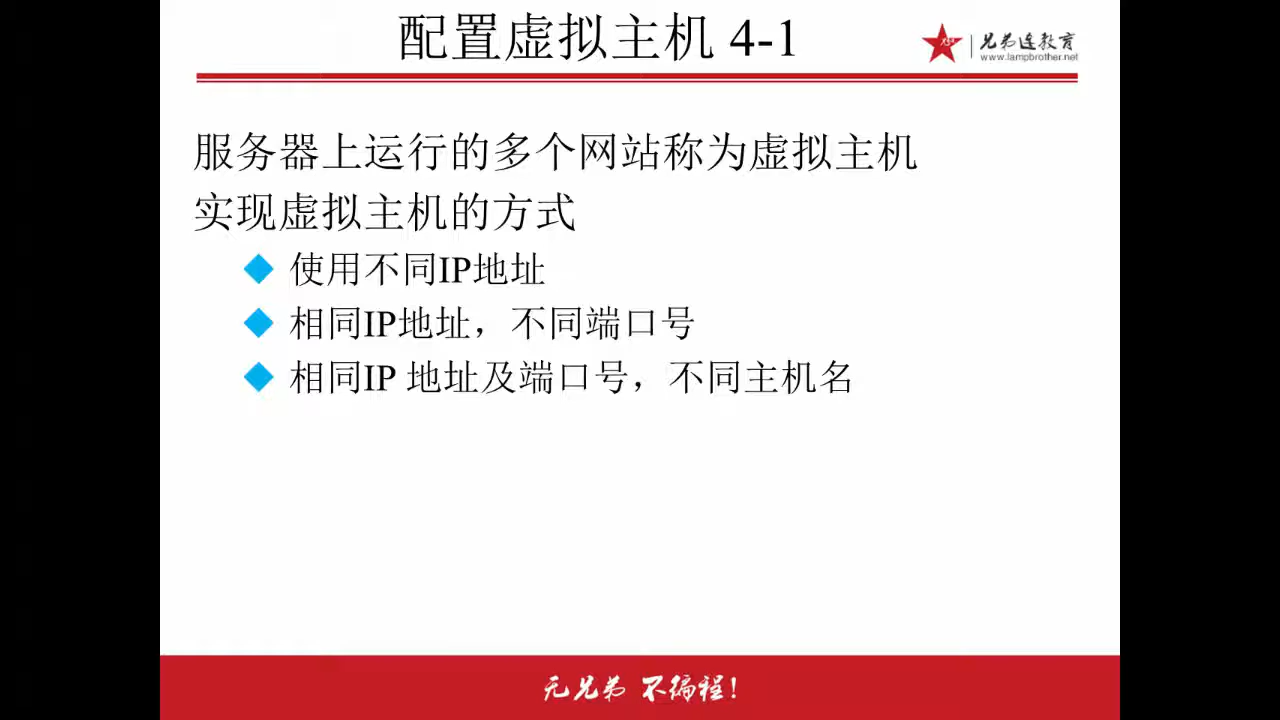 配置虚拟主机 4-1
兄弟连教育
www.lampbrother.net
服务器上运行的多个网站称为虚拟主机
实现虚拟主机的方式
使用不同IP地址
相同IP地址，不同端口号
相同IP 地址及端口号，不同主机名
无兄弟 不编程！